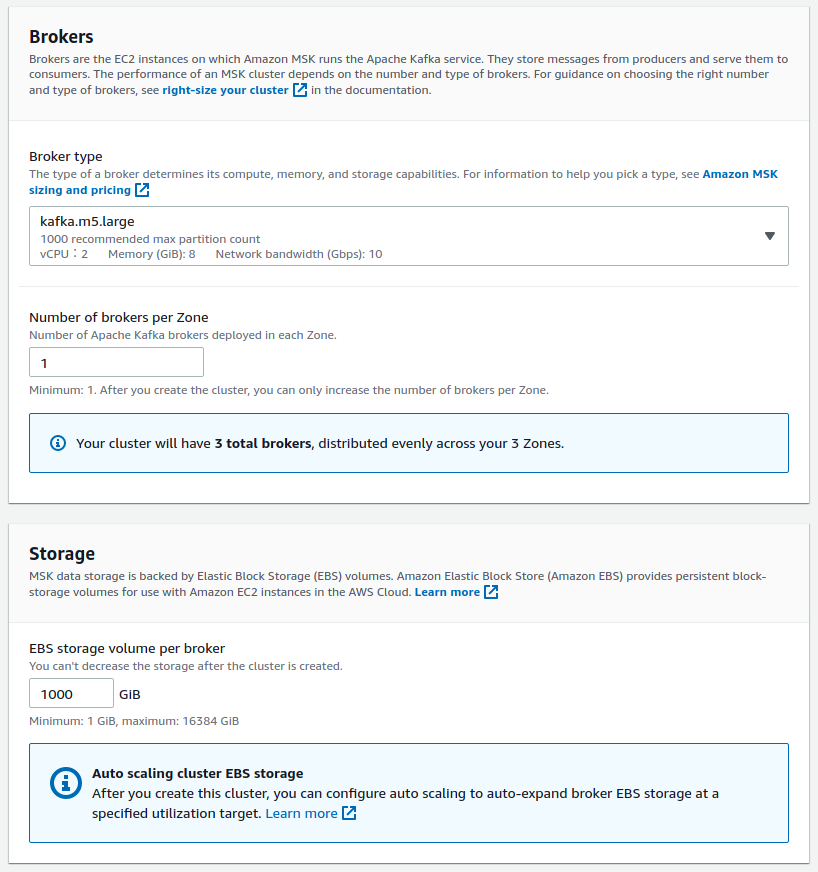 Brokers
Brokers are the EC2 instances on which Amazon MSK runs the Apache Kafka service. They store messages from producers and serve them to
consumers. The performance of an MSK cluster depends on the number and type of brokers. For guidance on choosing the right number
and type of brokers, see right-size your cluster in the documentation.
Broker type
The type of a broker determines its compute, memory, and storage capabilities. For information to help you pick a type, see Amazon MSK
sizing and pricing
kafka.m5.large
1000 recommended max partition count
vCPU：2 Memory (GiB): 8 Network bandwidth (Gbps): 10
Number of brokers per Zone
Number of Apache Kafka brokers deployed in each Zone.
1
Minimum: 1. After you create the cluster, you can only increase the number of brokers per Zone.
Your cluster will have 3 total brokers, distributed evenly across your 3 Zones.
Storage
MSK data storage is backed by Elastic Block Storage (EBS) volumes. Amazon Elastic Block Store (Amazon EBS) provides persistent block-
storage volumes for use with Amazon EC2 instances in the AWS Cloud. Learn more
EBS storage volume per broker
You can't decrease the storage after the cluster is created.
1000 GiB
Minimum: 1 GiB, maximum: 16384 GiB
Auto scaling cluster EBS storage
After you create this cluster, you can configure auto scaling to auto-expand broker EBS storage at a
specified utilization target. Learn more